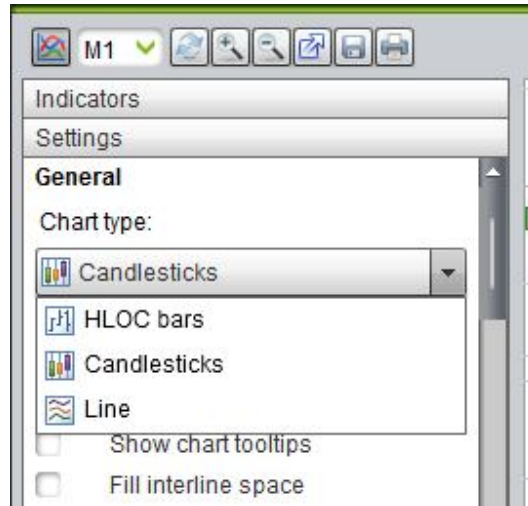 M1
Indicators
Settings
General
Chart type:
Candlesticks
HLOC bars
Candlesticks
Line
Show chart tooltips
Fill interline space